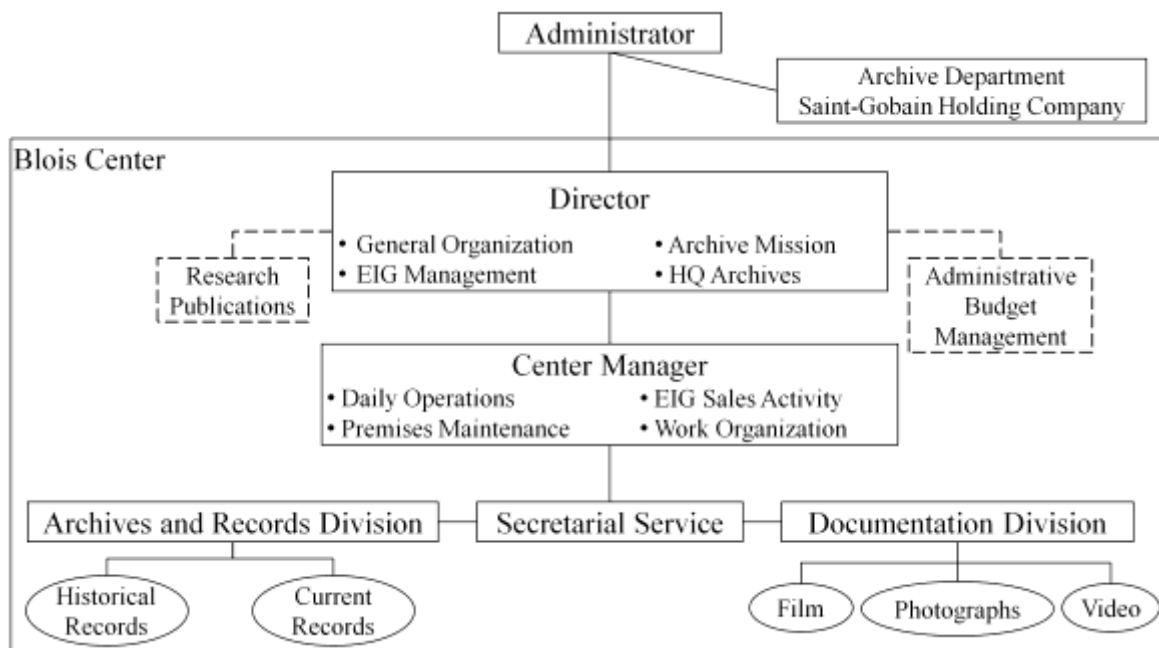 Administrator
Archive Department
Saint-Gobain Holding Company
Blois Center
Director
• General Organization
• Archive Mission
• EIG Management
• HQ Archives
Research
Publications
Administrative
Budget
Management
Center Manager
• Daily Operations
• EIG Sales Activity
• Premises Maintenance
• Work Organization
Archives and Records Division
Secretarial Service
Documentation Division
Historical
Records
Current
Records
Film
Photographs
Video